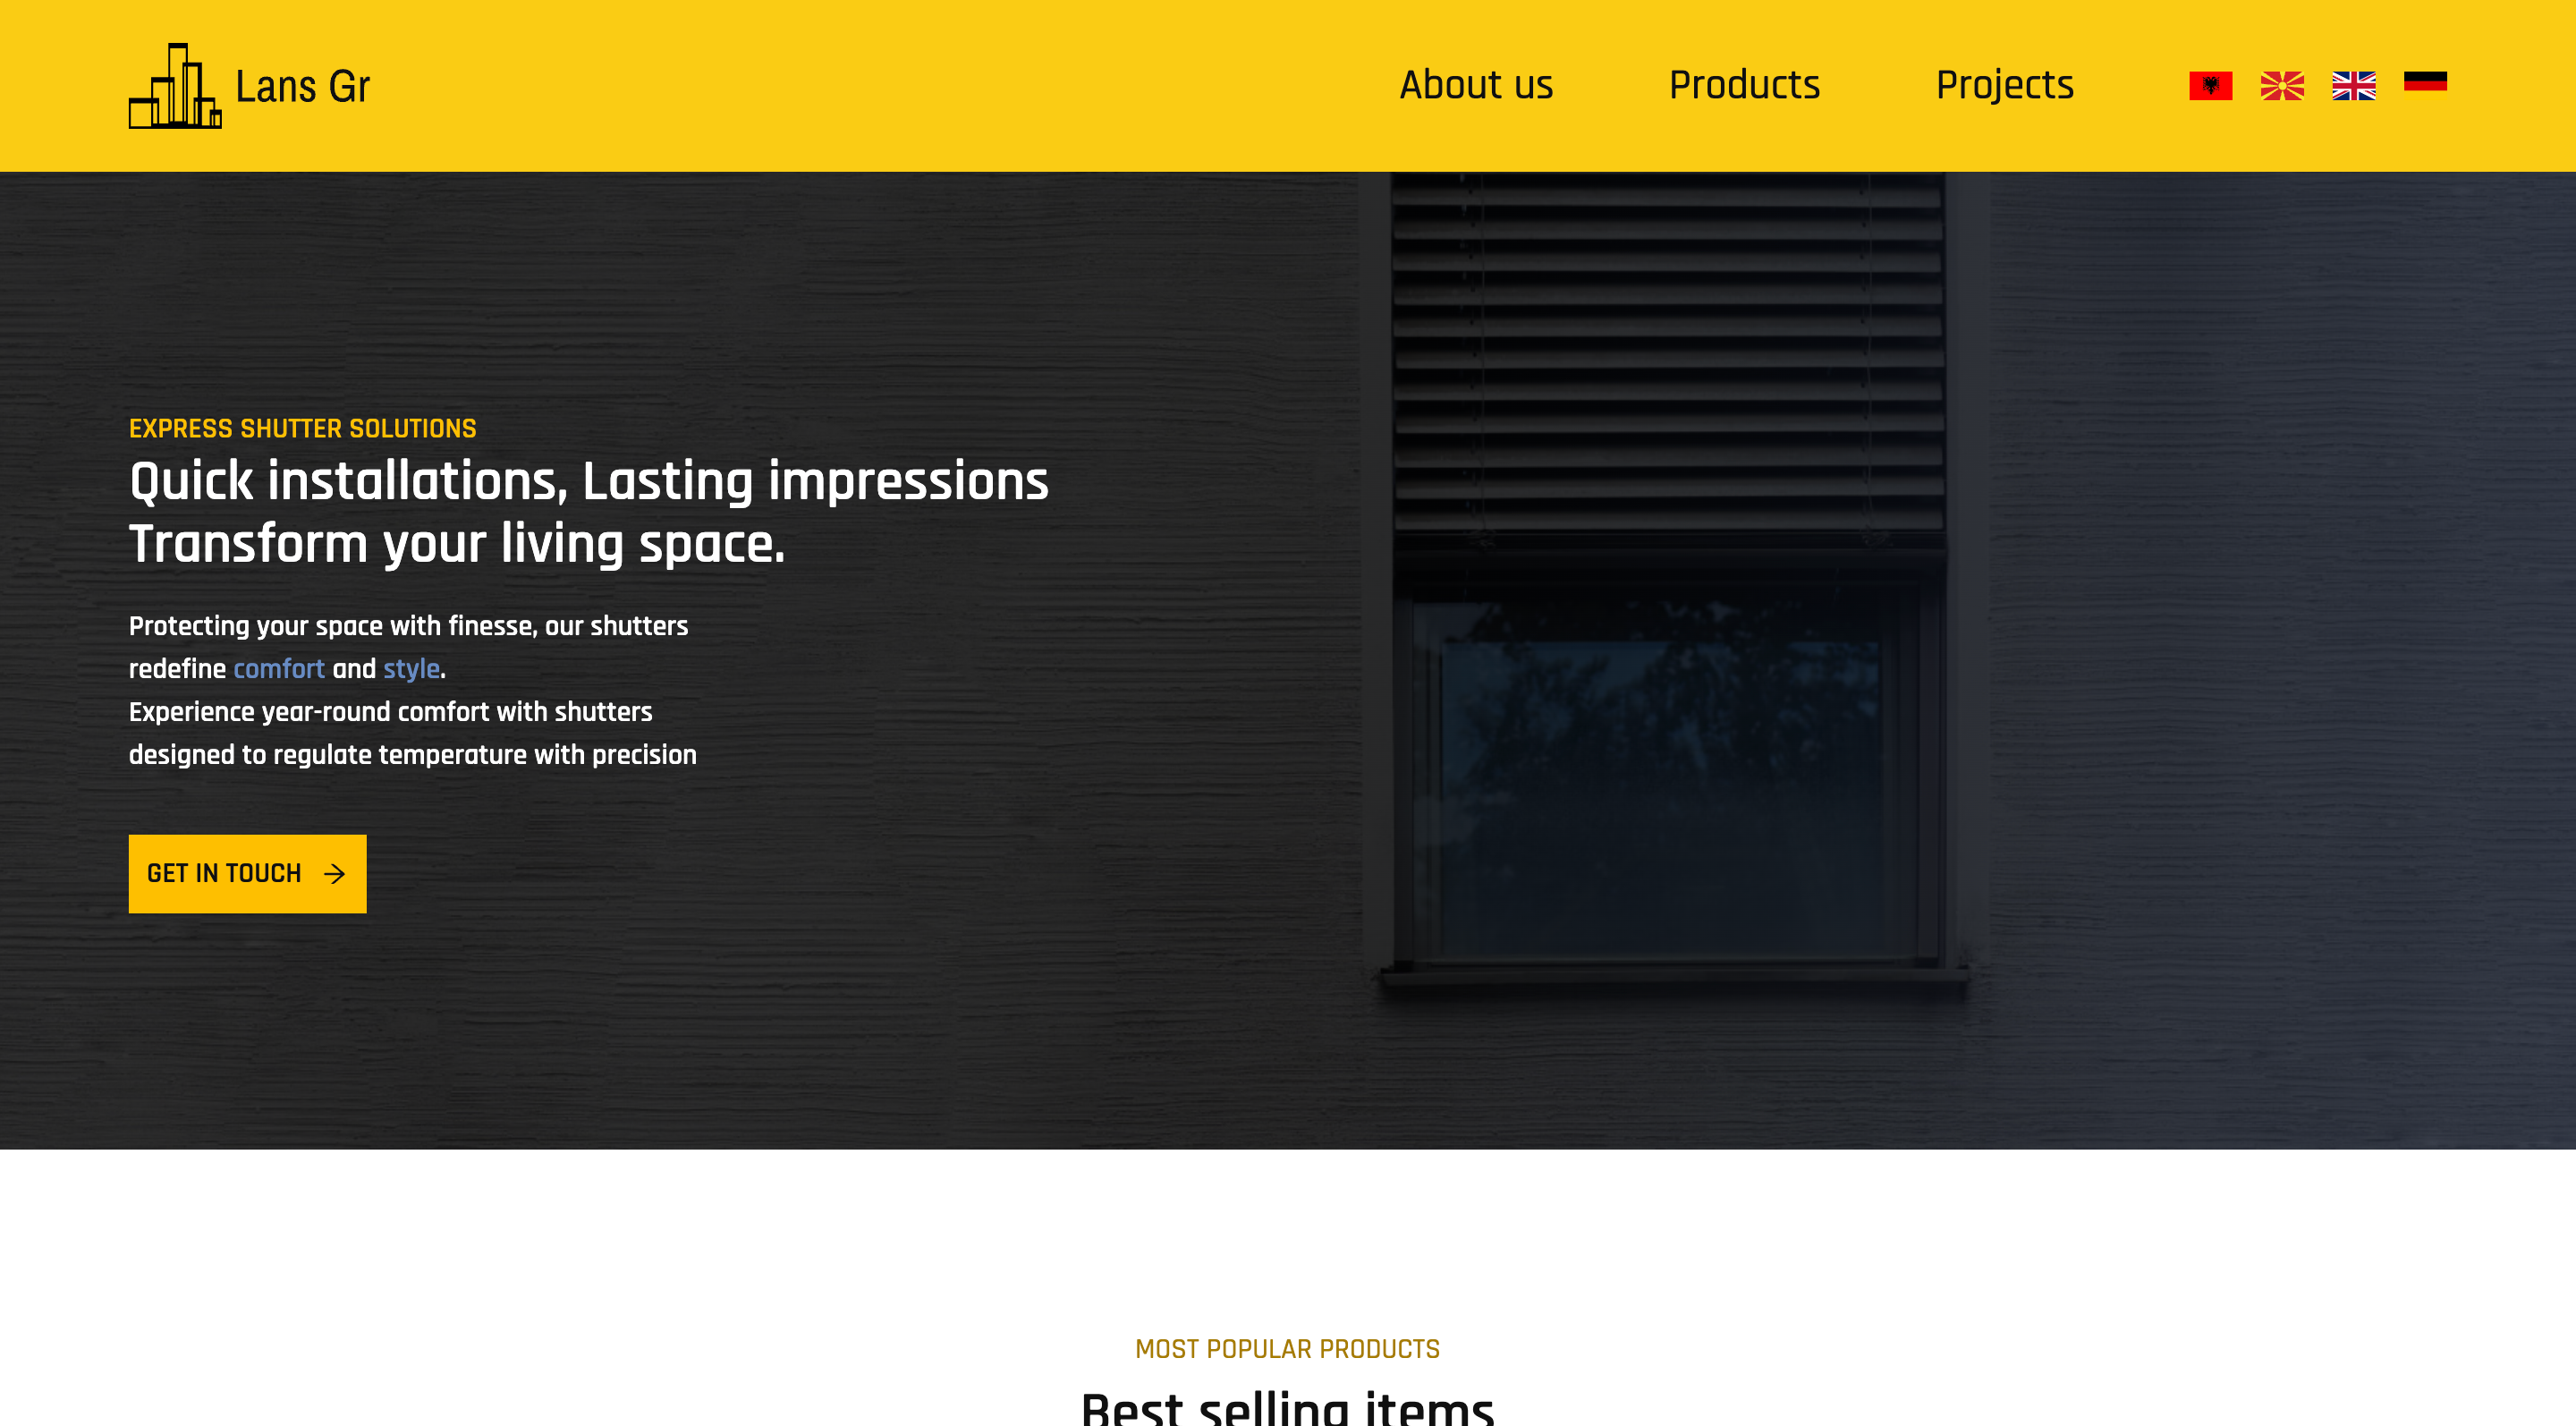 Lans Gr
About us
Products
Projects
EXPRESS SHUTTER SOLUTIONS
Quick installations, Lasting impressions
Transform your living space.
Protecting your space with finesse, our shutters
redefine comfort and style.
Experience year-round comfort with shutters
designed to regulate temperature with precision
GET IN TOUCH
MOST POPULAR PRODUCTS
Best selling items